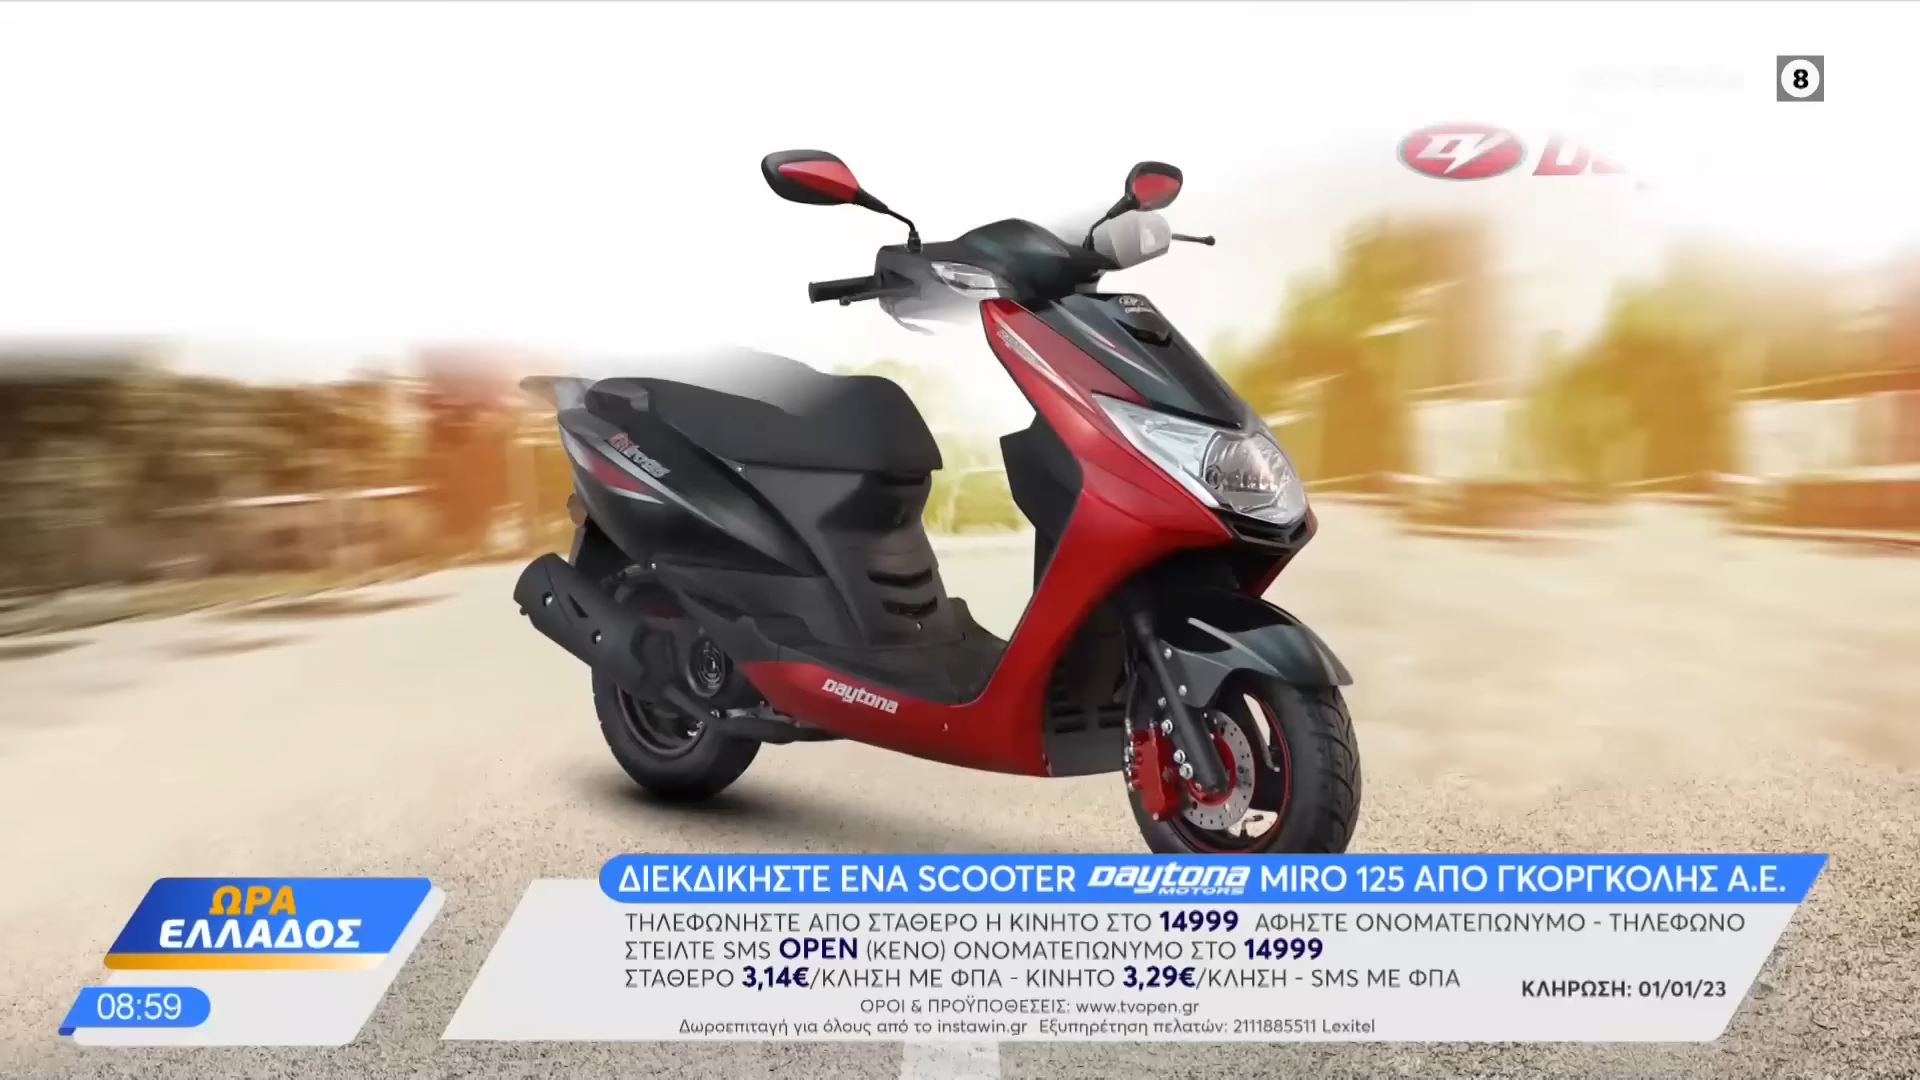 8
ΔΙΕΚΔΙΚΗΣΤΕ ΕΝΑ SCOOTER Daytona MOTORS MIRO 125 ΑΠΟ ΓΚΟΡΓΚΟΛΗΣ Α.Ε.
ΤΗΛΕΦΩΝΗΣΤΕ ΑΠΟ ΣΤΑΘΕΡΟ Η ΚΙΝΗΤΟ ΣΤΟ 14999 ΑΦΗΣΤΕ ΟΝΟΜΑΤΕΠΩΝΥΜΟ - ΤΗΛΕΦΩΝΟ
ΣΤΕΙΛΤΕ SMS OPEN (ΚΕΝΟ) ΟΝΟΜΑΤΕΠΩΝΥΜΟ ΣΤΟ 14999
ΣΤΑΘΕΡΟ 3,14€/ΚΛΗΣΗ ΜΕ ΦΠΑ - ΚΙΝΗΤΟ 3,29€/ΚΛΗΣΗ - SMS ΜΕ ΦΠΑ
ΚΛΗΡΩΣΗ: 01/01/23
ΟΡΟΙ & ΠΡΟΫΠΟΘΕΣΕΙΣ: www.tvopen.gr
Δωροεπιταγή για όλους από το instawin.gr Εξυπηρέτηση πελατών: 2111885511 Lexitel
ΩΡΑ
ΕΛΛΑΔΟΣ
08:59
Daytona